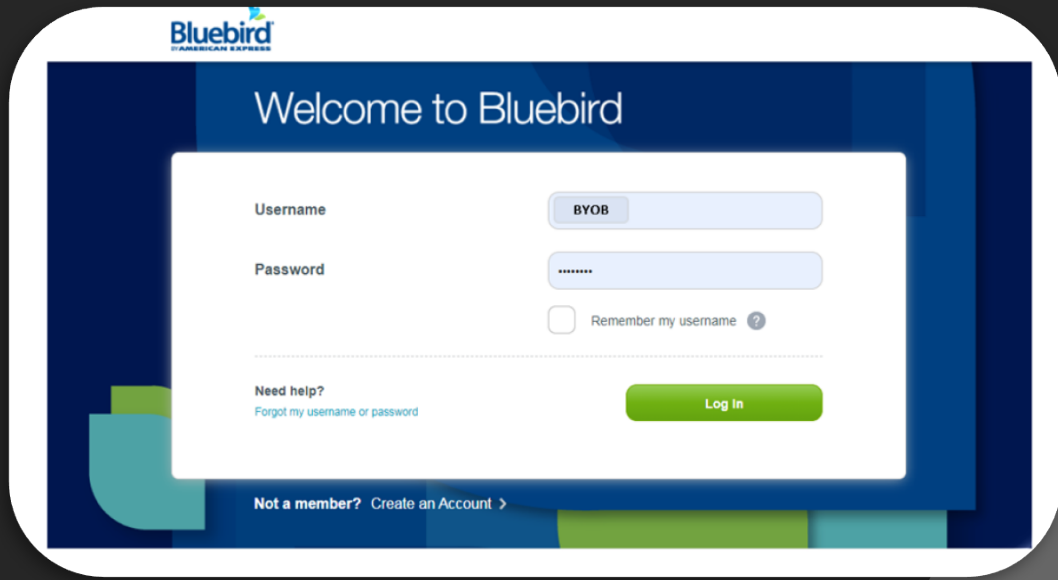 Bluebird
BY AMERICAN EXPRESS
Welcome to Bluebird
Username
BYOB
Password
........
Remember my username ?
Need help?
Forgot my username or password
Log In
Not a member? Create an Account >